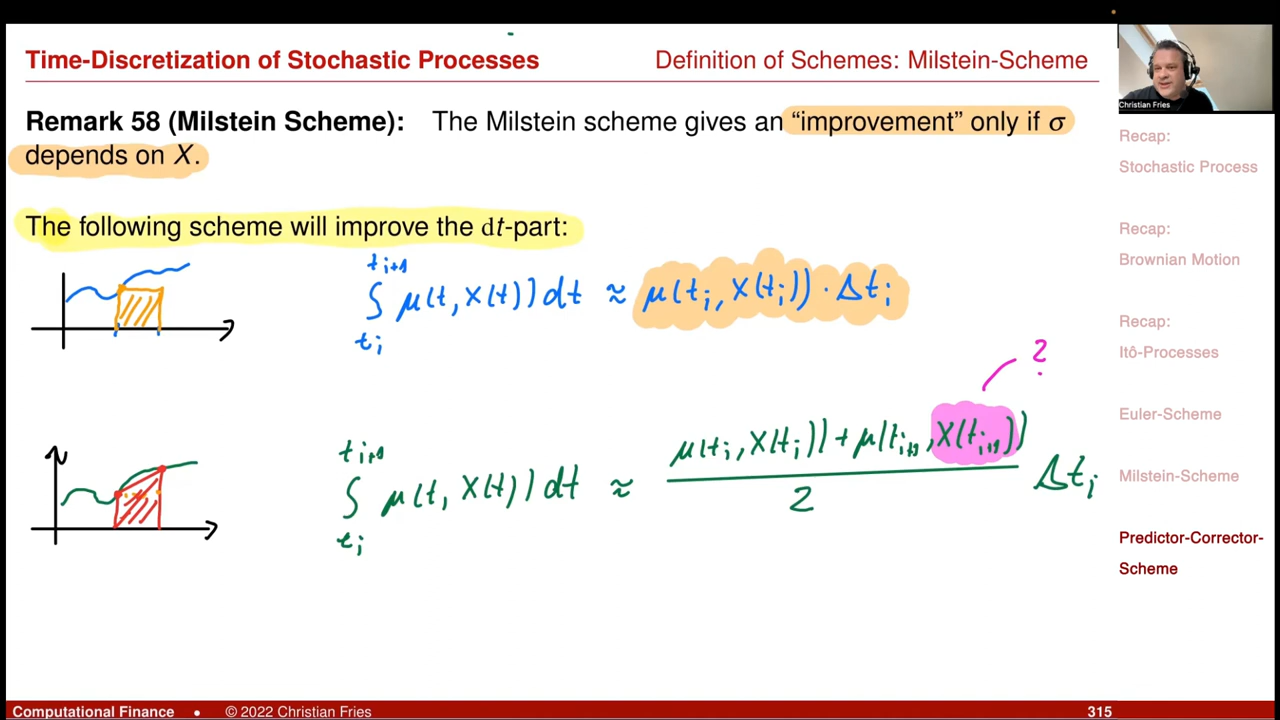 Time-Discretization of Stochastic Processes
Definition of Schemes: Milstein-Scheme
Christian Fries
Remark 58 (Milstein Scheme): The Milstein scheme gives an “improvement” only if σ
depends on X.
The following scheme will improve the dt-part:
∫_{t_i}^{t_{i+1}} μ(t, X(t)) dt ≈ μ(t_i, X(t_i)) · Δt_i
?
∫_{t_i}^{t_{i+1}} μ(t, X(t)) dt ≈ (μ(t_i, X(t_i)) + μ(t_{i+1}, X(t_{i+1}))) / 2 Δt_i
Recap:
Stochastic Process
Recap:
Brownian Motion
Recap:
Itô-Processes
Euler-Scheme
Milstein-Scheme
Predictor-Corrector-
Scheme
Computational Finance • © 2022 Christian Fries
315